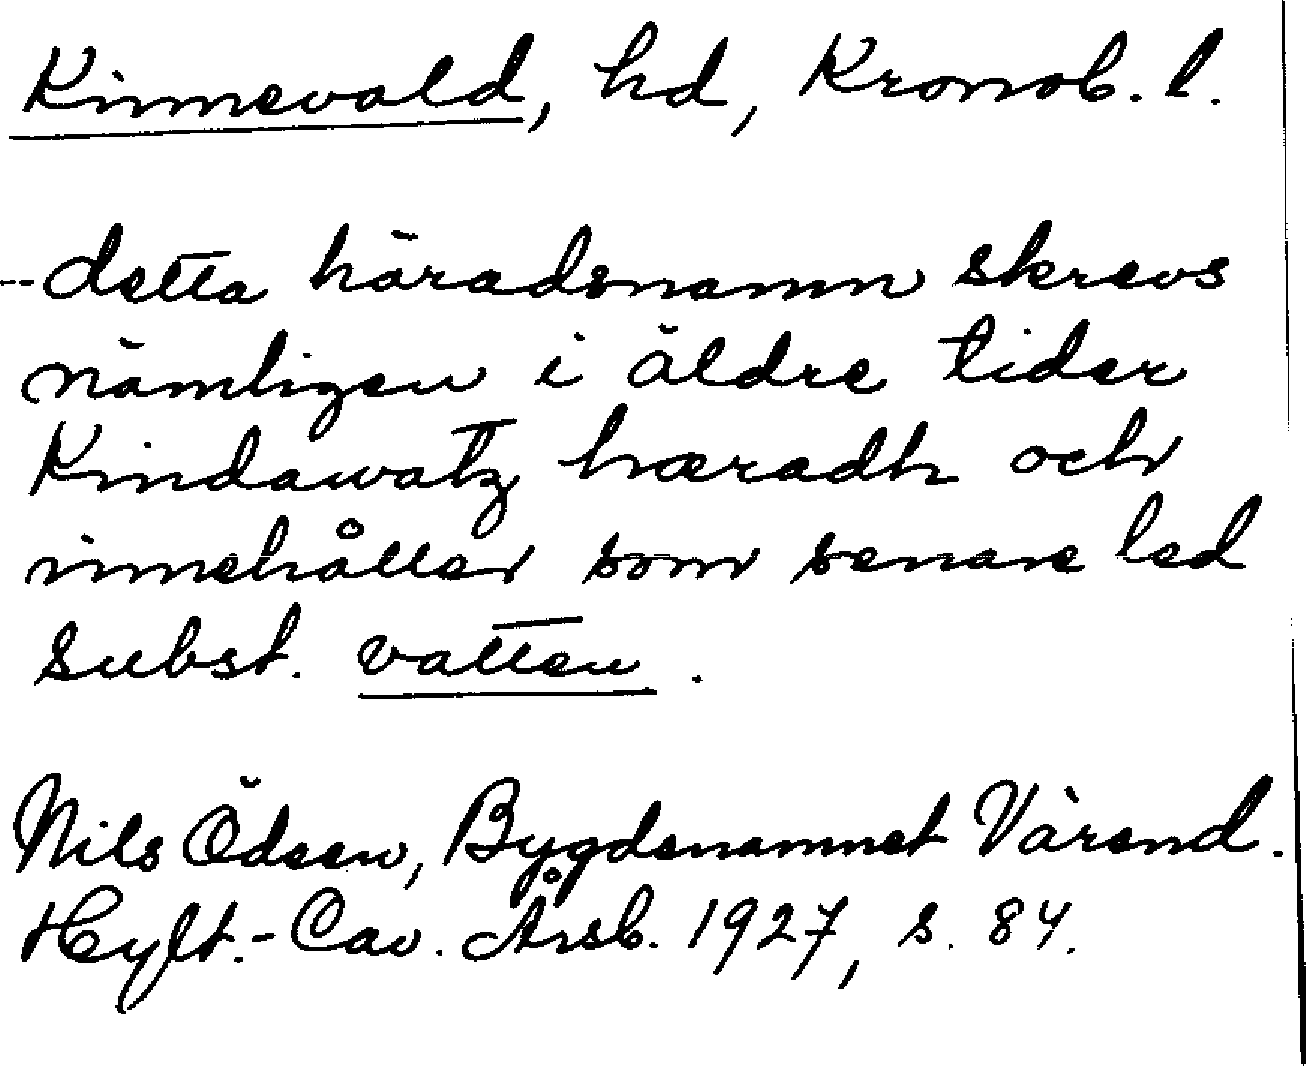 Kinnevald, hd, Kronob. l.
--detta häradsnamn skrevs
nämligen i äldre tider
Kindawatz hæradh och
innehåller som senare led
subst. vatten.
Nils Ödeen, Bygdenamnet Värend.
Hylt.-Cav. Årsb. 1927, s. 84.